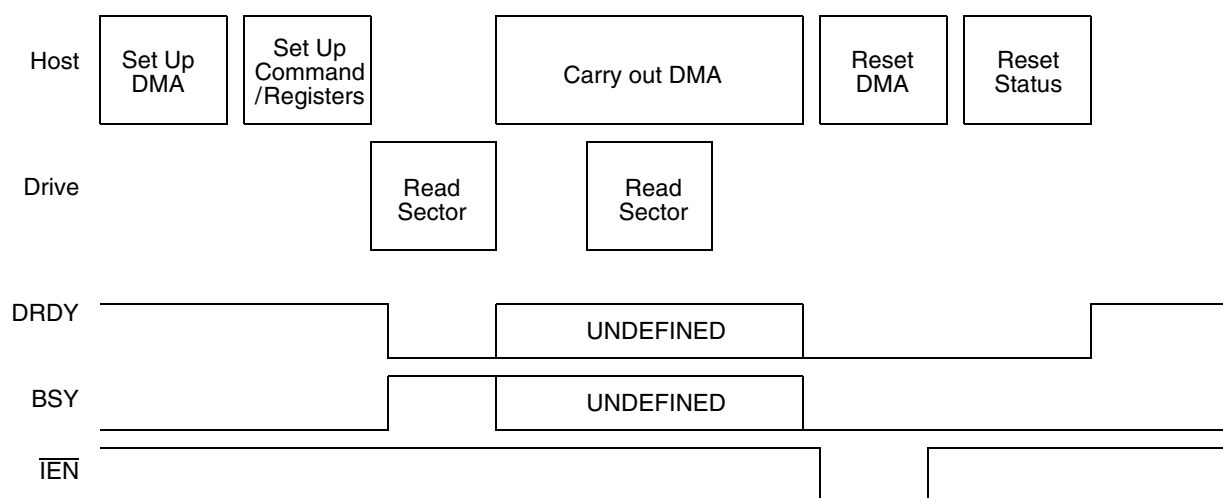 Host
Set Up
DMA
Set Up
Command
/Registers
Carry out DMA
Reset
DMA
Reset
Status
Drive
Read
Sector
Read
Sector
DRDY
UNDEFINED
BSY
UNDEFINED
IEN